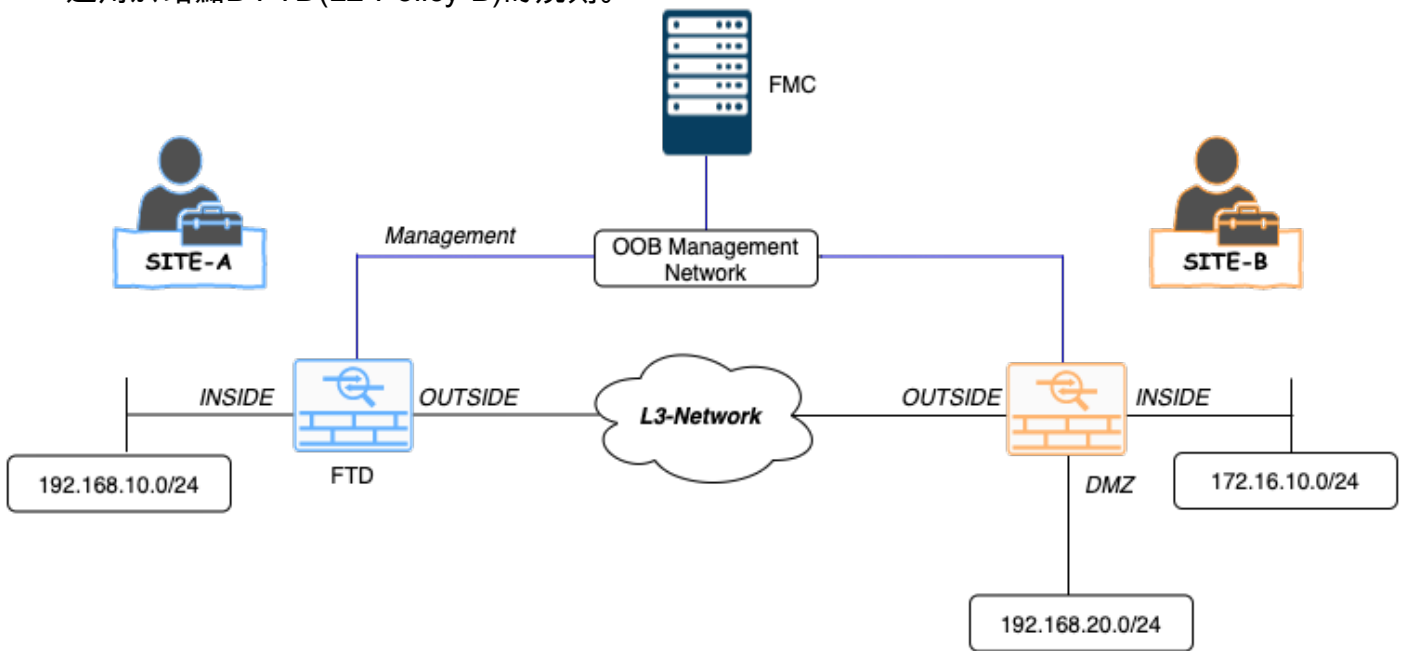 FMC
Management
OOB Management
Network
SITE-A
SITE-B
INSIDE
OUTSIDE
L3-Network
OUTSIDE
INSIDE
192.168.10.0/24
FTD
DMZ
172.16.10.0/24
192.168.20.0/24